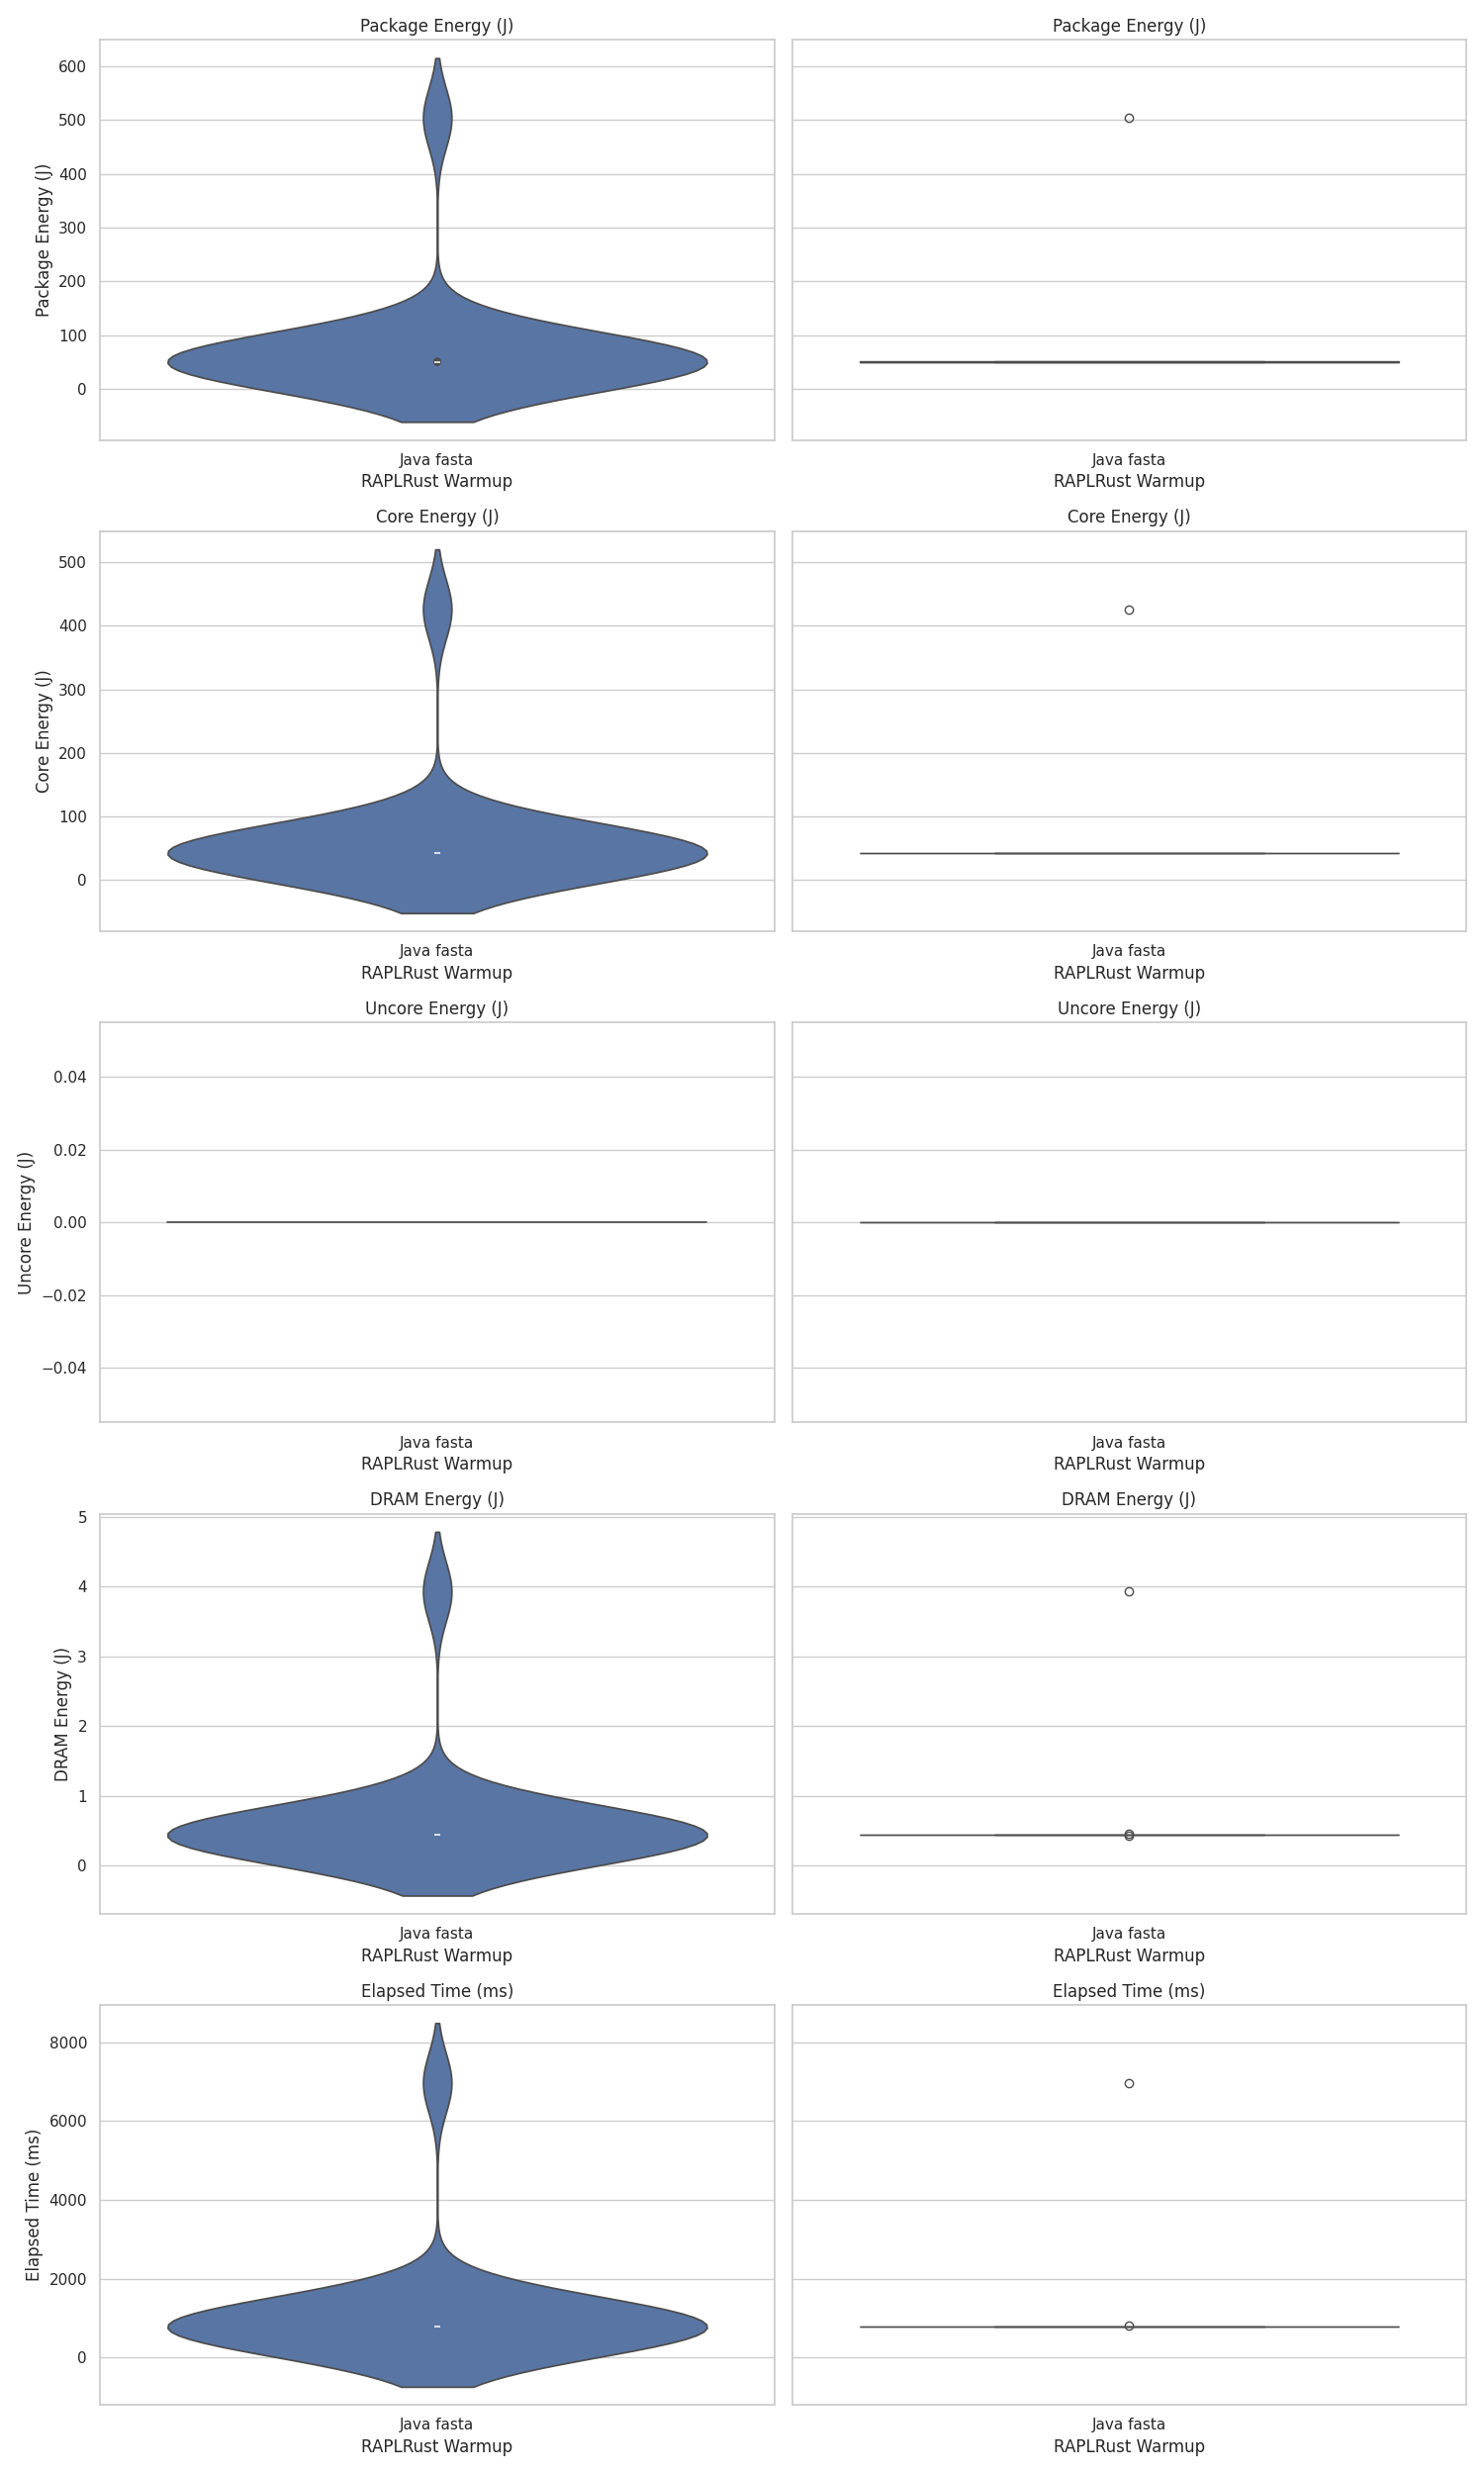 Package Energy (J)
Package Energy (J)
Package Energy (J)
600
500
400
300
200
100
0
Java fasta
Java fasta
RAPLRust Warmup
RAPLRust Warmup
Core Energy (J)
Core Energy (J)
Core Energy (J)
500
400
300
200
100
0
Java fasta
Java fasta
RAPLRust Warmup
RAPLRust Warmup
Uncore Energy (J)
Uncore Energy (J)
Uncore Energy (J)
0.04
0.02
0.00
−0.02
−0.04
Java fasta
Java fasta
RAPLRust Warmup
RAPLRust Warmup
DRAM Energy (J)
DRAM Energy (J)
DRAM Energy (J)
5
4
3
2
1
0
Java fasta
Java fasta
RAPLRust Warmup
RAPLRust Warmup
Elapsed Time (ms)
Elapsed Time (ms)
Elapsed Time (ms)
8000
6000
4000
2000
0
Java fasta
Java fasta
RAPLRust Warmup
RAPLRust Warmup